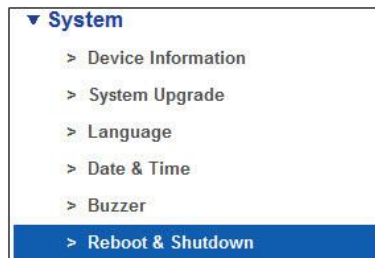 System
> Device Information
> System Upgrade
> Language
> Date & Time
> Buzzer
> Reboot & Shutdown